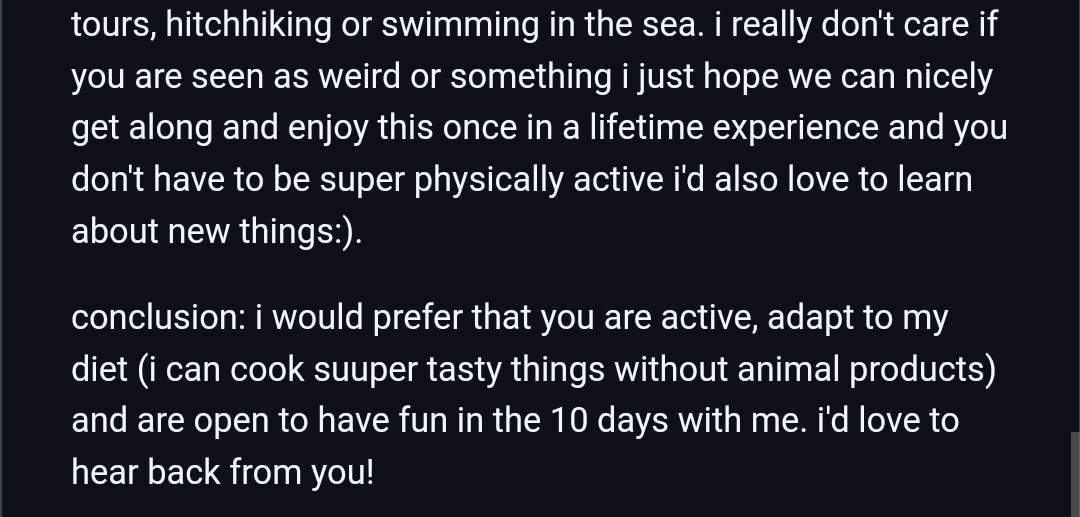 tours, hitchhiking or swimming in the sea. i really don't care if
you are seen as weird or something i just hope we can nicely
get along and enjoy this once in a lifetime experience and you
don't have to be super physically active i'd also love to learn
about new things:).
conclusion: i would prefer that you are active, adapt to my
diet (i can cook suuper tasty things without animal products)
and are open to have fun in the 10 days with me. i'd love to
hear back from you!